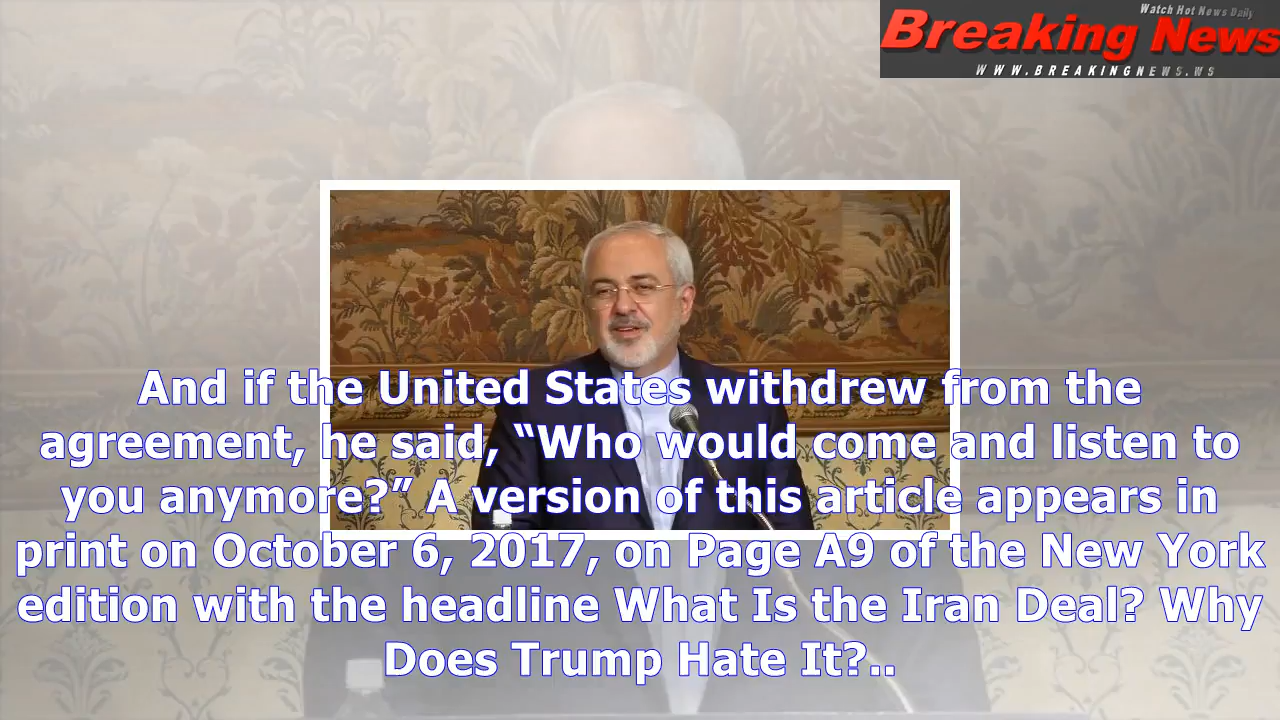 Watch Hot News Daily
Breaking News
WWW.BREAKINGNEWS.WS
And if the United States withdrew from the
agreement, he said, “Who would come and listen to
you anymore?” A version of this article appears in
print on October 6, 2017, on Page A9 of the New York
edition with the headline What Is the Iran Deal? Why
Does Trump Hate It?..